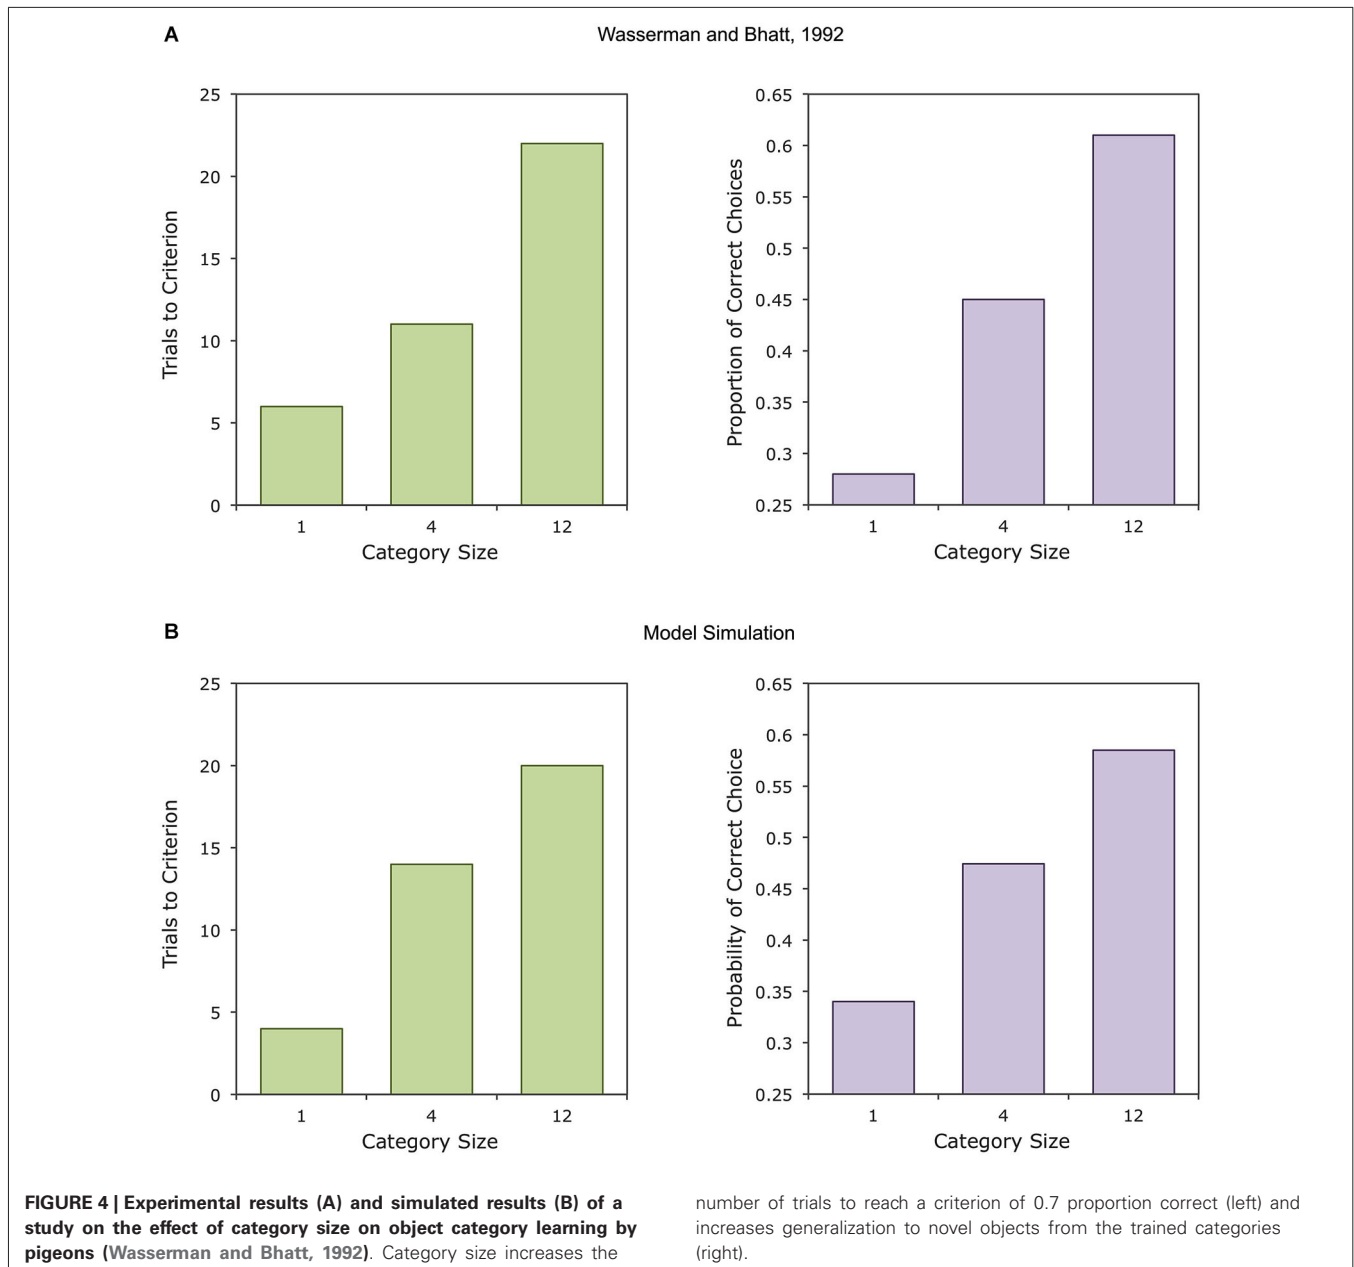 A
Wasserman and Bhatt, 1992
25
20
15
10
5
0
Trials to Criterion
1 4 12
Category Size
0.65
0.6
0.55
0.5
0.45
0.4
0.35
0.3
0.25
Proportion of Correct Choices
1 4 12
Category Size
B
Model Simulation
25
20
15
10
5
0
Trials to Criterion
1 4 12
Category Size
0.65
0.6
0.55
0.5
0.45
0.4
0.35
0.3
0.25
Probability of Correct Choice
1 4 12
Category Size
FIGURE 4 | Experimental results (A) and simulated results (B) of a
study on the effect of category size on object category learning by
pigeons (Wasserman and Bhatt, 1992). Category size increases the
number of trials to reach a criterion of 0.7 proportion correct (left) and
increases generalization to novel objects from the trained categories
(right).